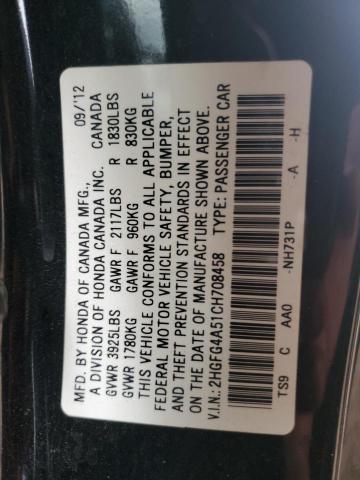 MFD. BY HONDA OF CANADA MFG., 09/'12
A DIVISION OF HONDA CANADA INC. CANADA
GVWR 3925LBS GAWR F 2117LBS R 1830LBS
GVWR 1780KG GAWR F 960KG R 830KG
THIS VEHICLE CONFORMS TO ALL APPLICABLE
FEDERAL MOTOR VEHICLE SAFETY, BUMPER,
AND THEFT PREVENTION STANDARDS IN EFFECT
ON THE DATE OF MANUFACTURE SHOWN ABOVE.
V.I.N.: 2HGFG4A51CH708458 TYPE: PASSENGER CAR
TS9 C AA0 -NH731P -A -H